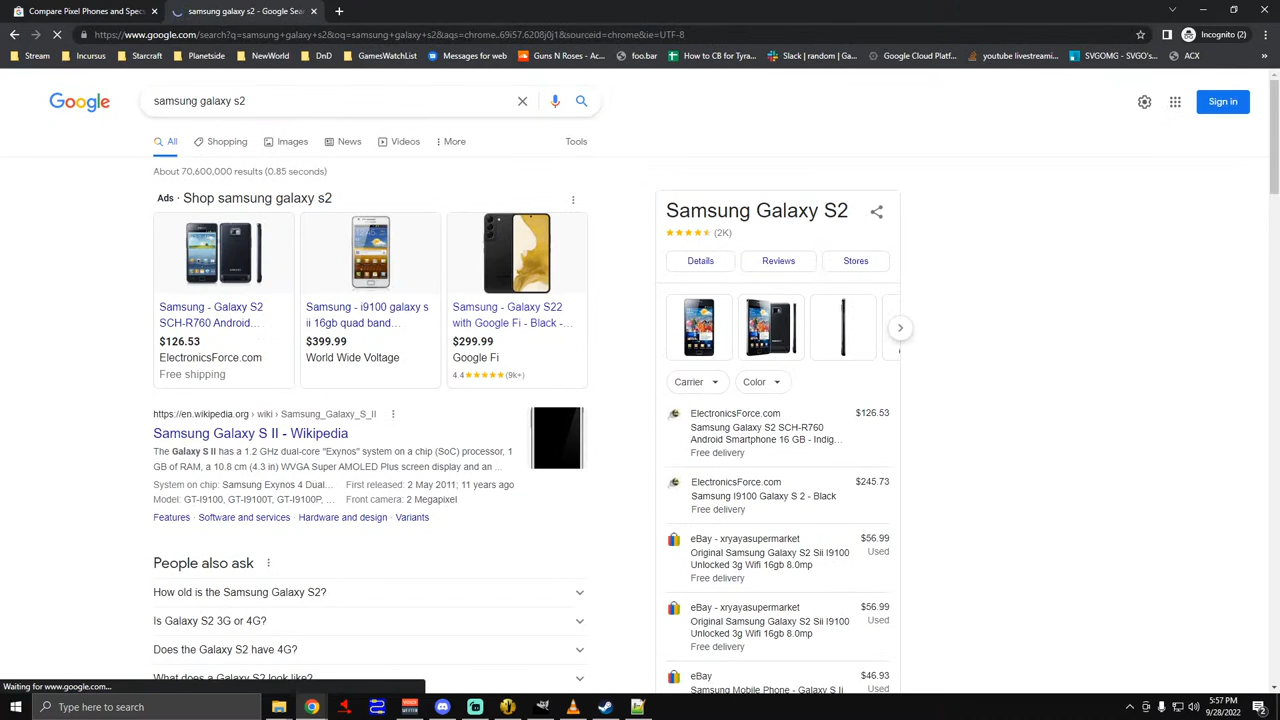 Compare Pixel Phones and Specs
samsung galaxy s2 - Google Sear
https://www.google.com/search?q=samsung+galaxy+s2&oq=samsung+galaxy+s2&aqs=chrome..69i57.6208j0j1&sourceid=chrome&ie=UTF-8
Incognito (2)
Stream
Incurus
Starcraft
Pluralsight
NewWorld
DnD
GamesWatchList
Messages for web
Guns N Roses - Awa...
foo@ie.bar
How to CB for Tyra...
Slack | random | Ga...
Google Cloud Platfo...
youtube livestreami...
SVGOMG - SVGO's...
ACX
Google
samsung galaxy s2
Sign in
All
Shopping
Images
News
Videos
More
Tools
About 70,600,000 results (0.85 seconds)
Ads · Shop samsung galaxy s2
Samsung - Galaxy S2
SCH-R760 Android...
$126.53
ElectronicsForce.com
Free shipping
Samsung - i9100 galaxy s
ii 16gb quad band...
$399.99
World Wide Voltage
Samsung - Galaxy S22
with Google Fi - Black -...
$299.99
Google Fi
4.4 (9k+)
https://en.wikipedia.org › wiki › Samsung_Galaxy_S_II
Samsung Galaxy S II - Wikipedia
The Galaxy S II has a 1.2 GHz dual-core "Exynos" system on a chip (SoC) processor, 1
GB of RAM, a 10.8 cm (4.3 in) WVGA Super AMOLED Plus screen display and an ...
System on chip: Samsung Exynos 4 Dual...
First released: 2 May 2011; 11 years ago
Model: GT-I9100, GT-I9100T, GT-I9100P, ...
Front camera: 2 Megapixel
Features · Software and services · Hardware and design · Variants
People also ask
How old is the Samsung Galaxy S2?
Is Galaxy S2 3G or 4G?
Does the Galaxy S2 have 4G?
What does a Galaxy S2 look like?
Samsung Galaxy S2
(2K)
Details
Reviews
Stores
Carrier
Color
ElectronicsForce.com $126.53
Samsung Galaxy S2 SCH-R760
Android Smartphone 16 GB - Indig...
Free delivery
ElectronicsForce.com $245.73
Samsung I9100 Galaxy S 2 - Black
Free delivery
eBay - xryayasupermarket $56.99
Original Samsung Galaxy S2 Sii I9100 Used
Unlocked 3g Wifi 16gb 8.0mp
Free delivery
eBay - xryayasupermarket $56.99
Original Samsung Galaxy S2 Sii I9100 Used
Unlocked 3g Wifi 16gb 8.0mp
Free delivery
eBay $46.93
Samsung Mobile Phone - Galaxy S Ii Used
Waiting for www.google.com...
Type here to search
5:57 PM
9/28/2022